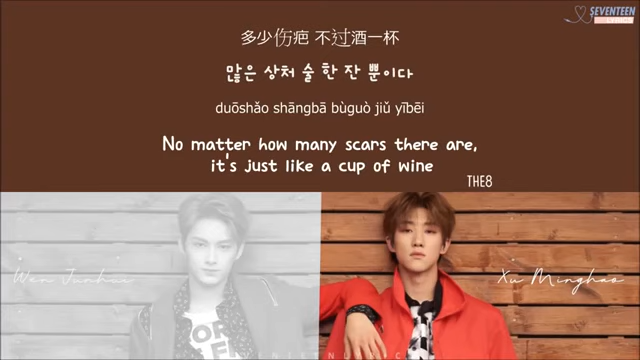 SEVENTEEN
LYRICS
多少伤疤 不过酒一杯
많은 상처 술 한 잔 뿐이다
duōshǎo shāngbā bùguò jiǔ yībēi
No matter how many scars there are,
it's just like a cup of wine
THE8
Wen Junhui
Xu Minghao